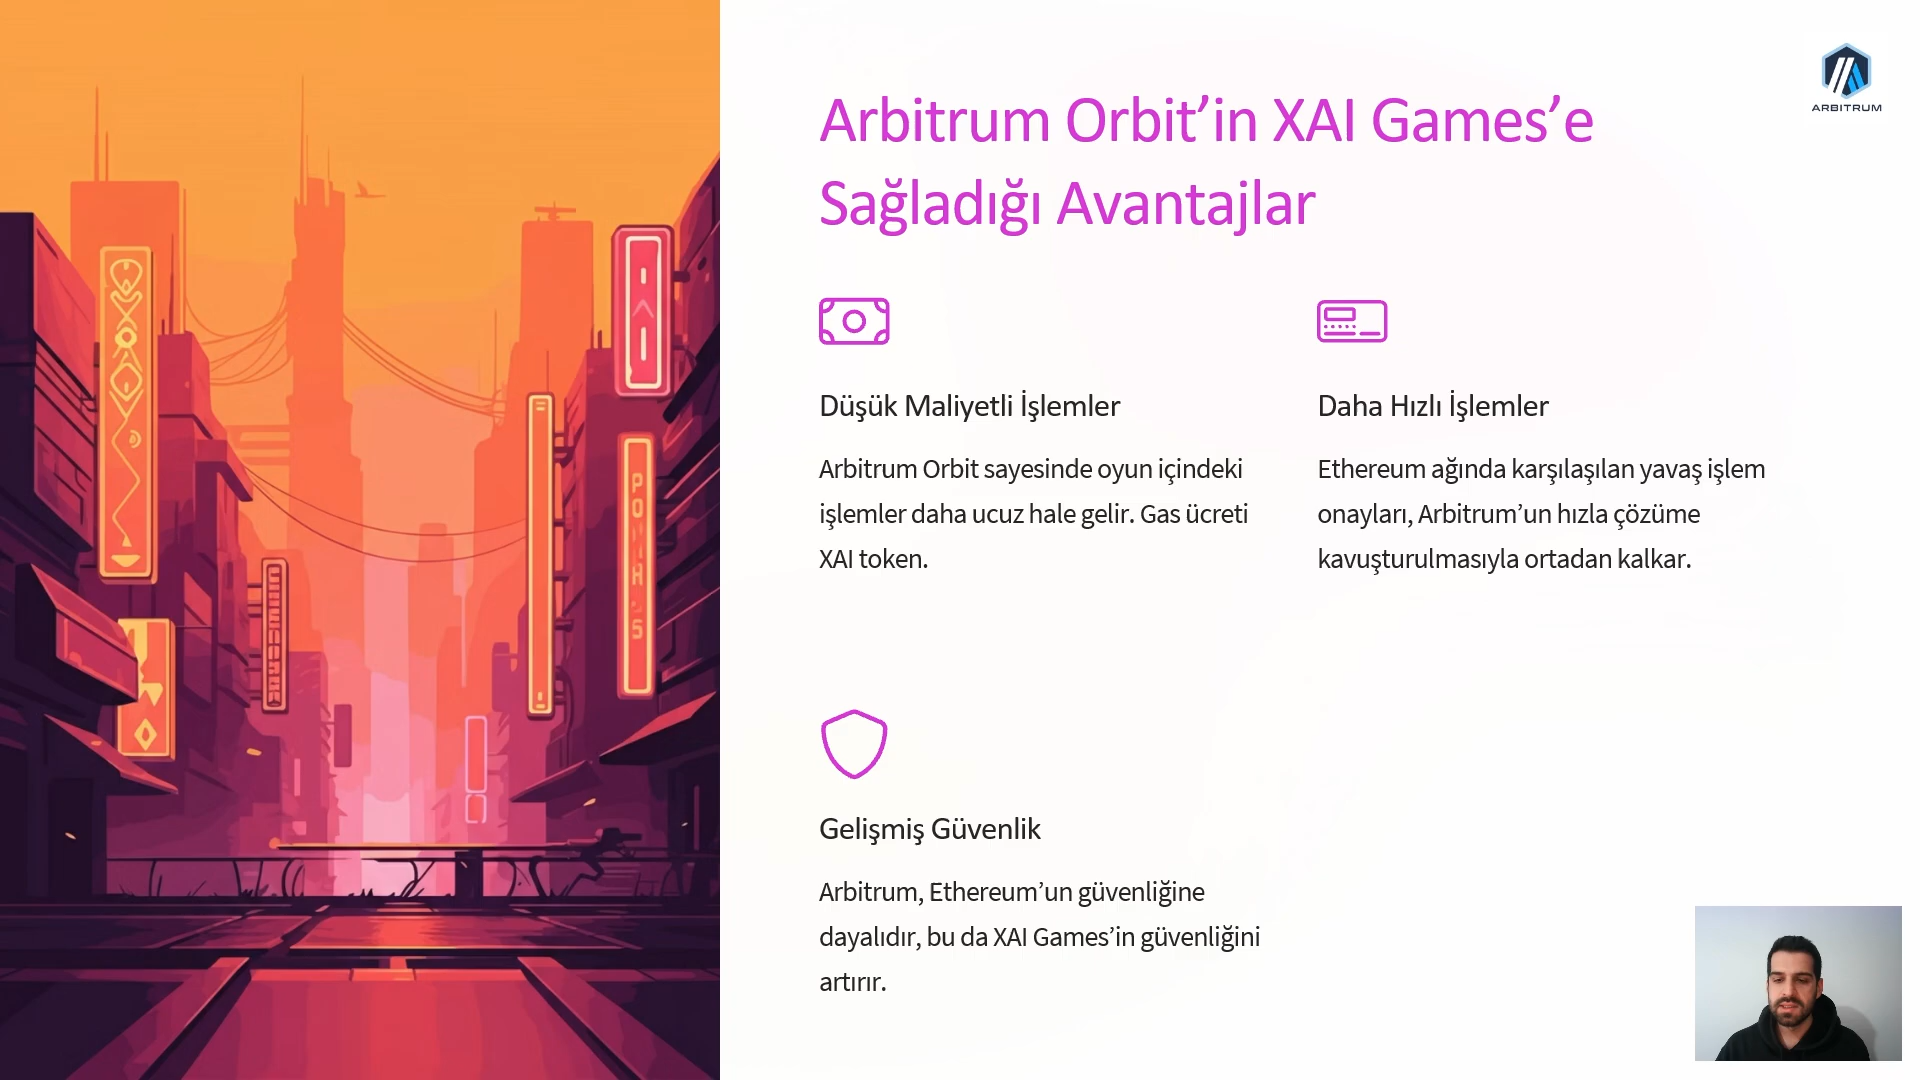 ARBITRUM
Arbitrum Orbit’in XAI Games’e
Sağladığı Avantajlar
Düşük Maliyetli İşlemler
Arbitrum Orbit sayesinde oyun içindeki
işlemler daha ucuz hale gelir. Gas ücreti
XAI token.
Daha Hızlı İşlemler
Ethereum ağında karşılaşılan yavaş işlem
onayları, Arbitrum’un hızla çözüme
kavuşturulmasıyla ortadan kalkar.
Gelişmiş Güvenlik
Arbitrum, Ethereum’un güvenliğine
dayalıdır, bu da XAI Games’in güvenliğini
artırır.